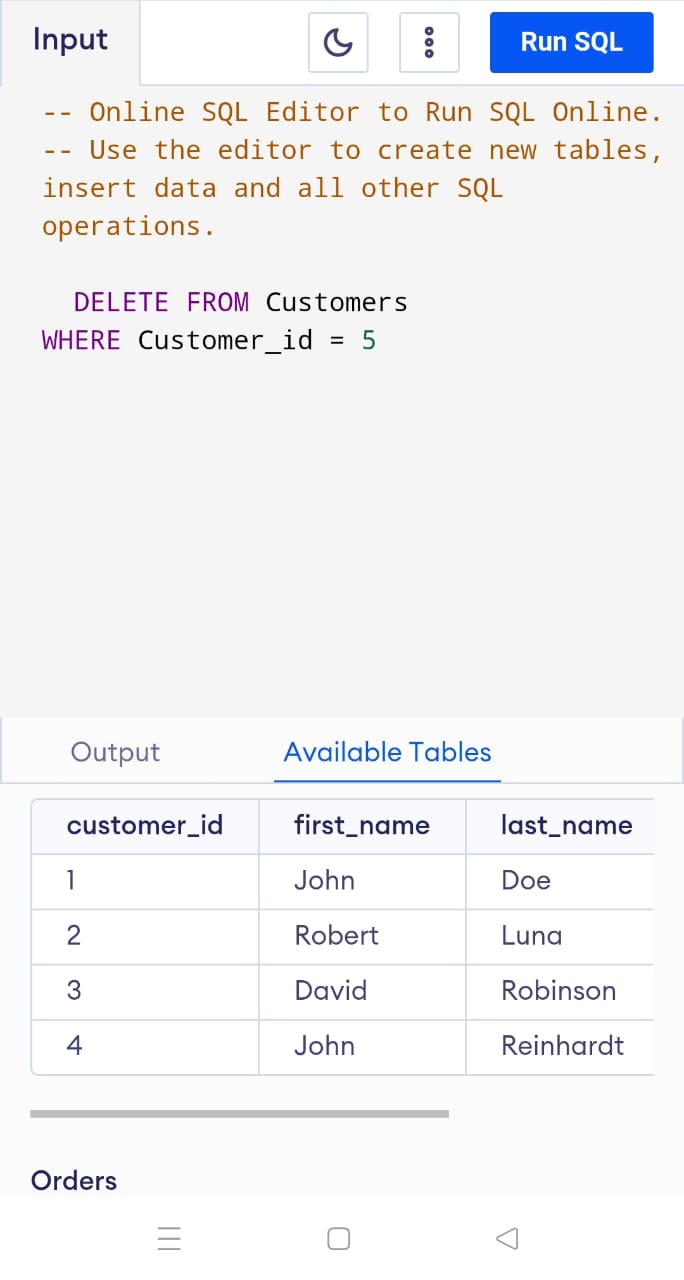 Input
Run SQL
-- Online SQL Editor to Run SQL Online.
-- Use the editor to create new tables,
insert data and all other SQL
operations.
DELETE FROM Customers
WHERE Customer_id = 5
Output Available Tables
customer_id first_name last_name
1 John Doe
2 Robert Luna
3 David Robinson
4 John Reinhardt
Orders